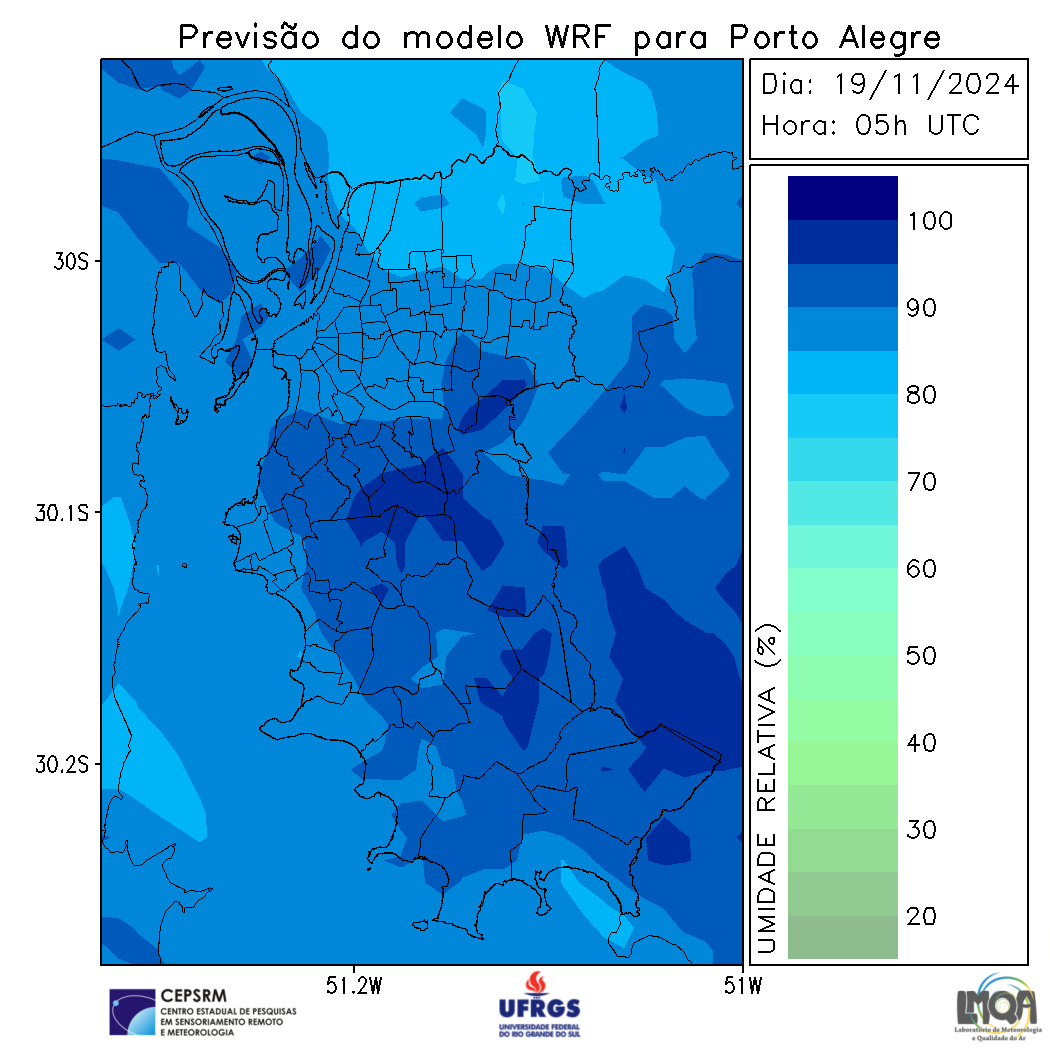 Previsão do modelo WRF para Porto Alegre
Dia: 19/11/2024
Hora: 05h UTC
30S
30.1S
30.2S
51.2W
51W
100
90
80
70
60
50
40
30
20
UMIDADE RELATIVA (%)
CEPSRM
CENTRO ESTADUAL DE PESQUISAS
EM SENSORIAMENTO REMOTO
E METEOROLOGIA
UFRGS
UNIVERSIDADE FEDERAL
DO RIO GRANDE DO SUL
LMQA
Laboratório de Meteorologia
e Qualidade do Ar